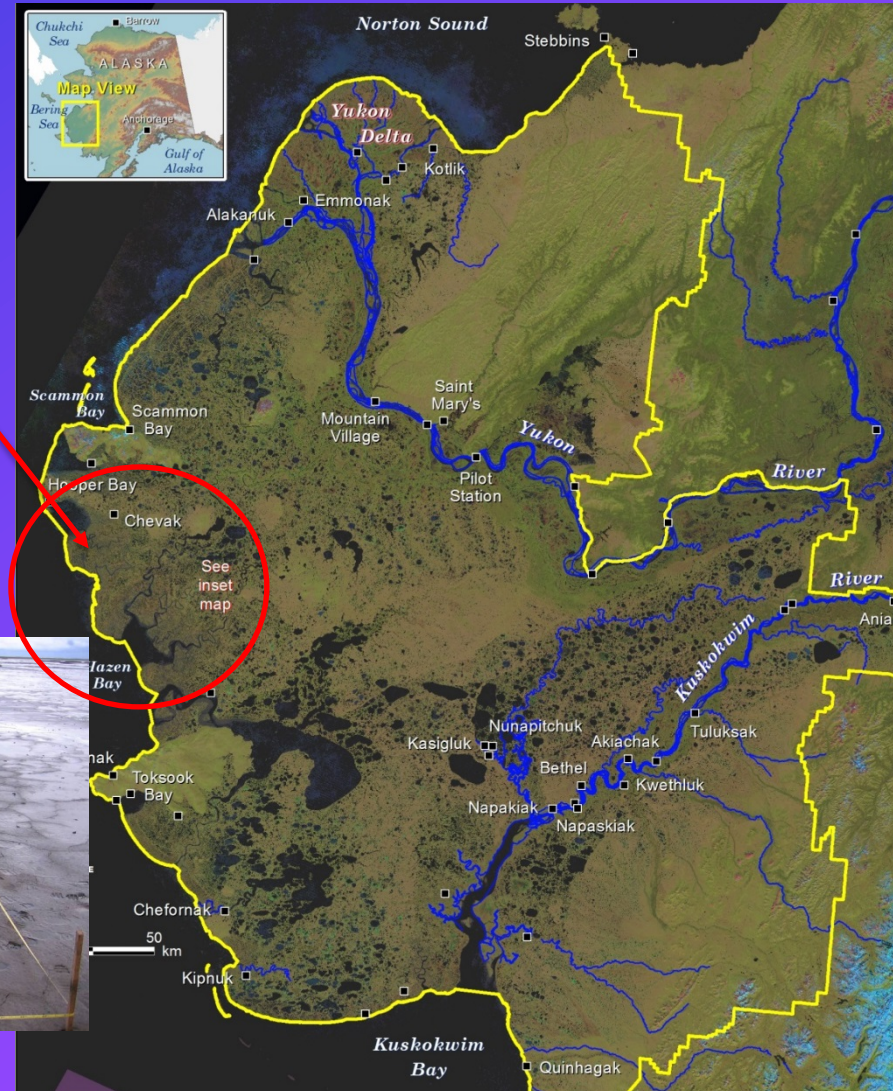 Chukchi
Sea
Barrow
ALASKA
Map View
Bering
Sea
Anchorage
Gulf of
Alaska
Norton Sound
Stebbins
Yukon
Delta
Kotlik
Emmonak
Alakanuk
Scammon
Bay
Scammon
Bay
Mountain
Village
Saint
Mary's
Yukon
Pilot
Station
River
Hooper Bay
Chevak
See
inset
map
River
Ania
Kuskokwim
Hazen
Bay
Tuluksak
Nunapitchuk
Kasigluk
Akiachak
Bethel
Kwethluk
nak
Toksook
Bay
Napakiak
Napaskiak
Chefornak
50
km
Kipnuk
Kuskokwim
Bay
Quinhagak